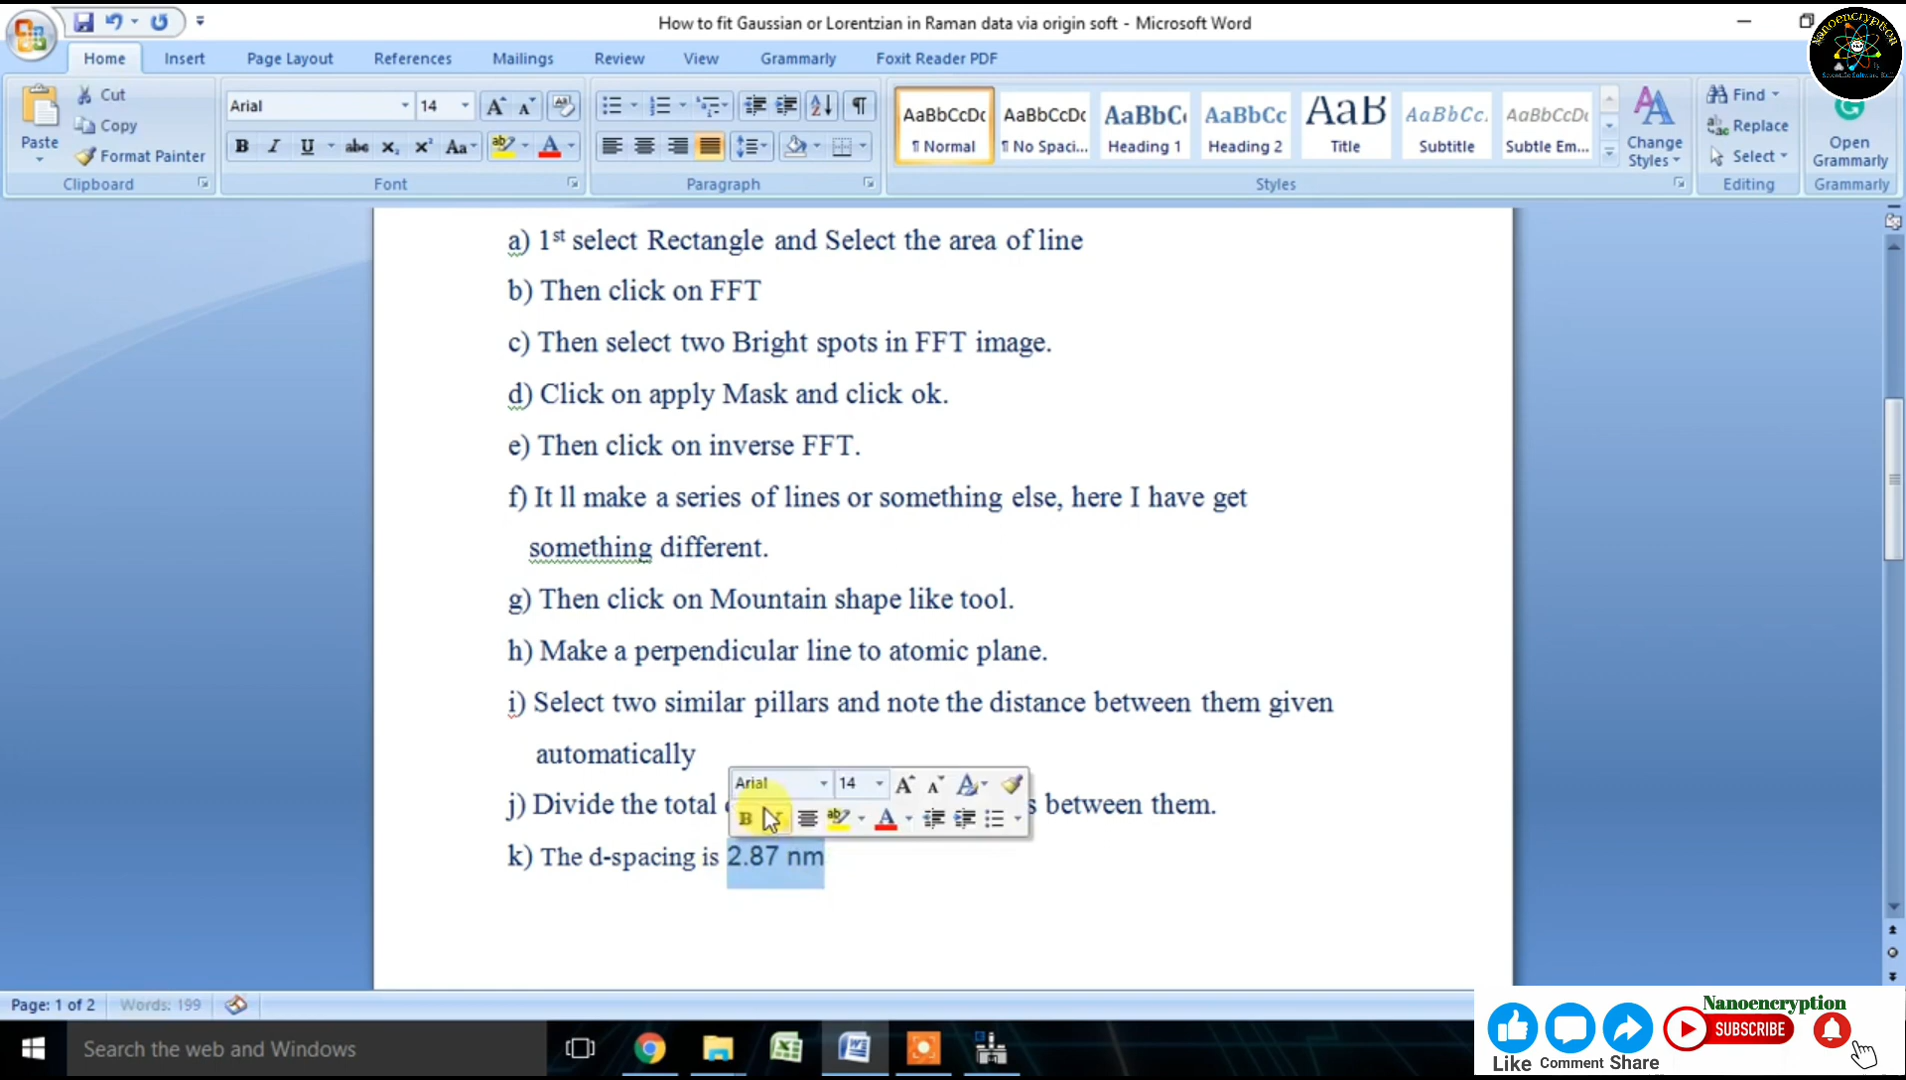 How to fit Gaussian or Lorentzian in Raman data via origin soft - Microsoft Word
Nanoencryption
Home Insert Page Layout References Mailings Review View Grammarly Foxit Reader PDF
Paste
Cut
Copy
Format Painter
Clipboard
Arial 14
B I U abc x₂ x² Aa ab A
Font
Paragraph
AaBbCcDc AaBbCcDc AaBbC AaBbCc AaB AaBbCc. AaBbCcDc
¶ Normal ¶ No Spaci... Heading 1 Heading 2 Title Subtitle Subtle Em...
Styles
Change Styles
Find
Replace
Select
Editing
Open Grammarly
Grammarly
a) 1st select Rectangle and Select the area of line
b) Then click on FFT
c) Then select two Bright spots in FFT image.
d) Click on apply Mask and click ok.
e) Then click on inverse FFT.
f) It ll make a series of lines or something else, here I have get
something different.
g) Then click on Mountain shape like tool.
h) Make a perpendicular line to atomic plane.
i) Select two similar pillars and note the distance between them given
automatically
Arial 14
j) Divide the total
between them.
k) The d-spacing is 2.87 nm
Page: 1 of 2 Words: 199
Nanoencryption
SUBSCRIBE
Like Comment Share
Search the web and Windows